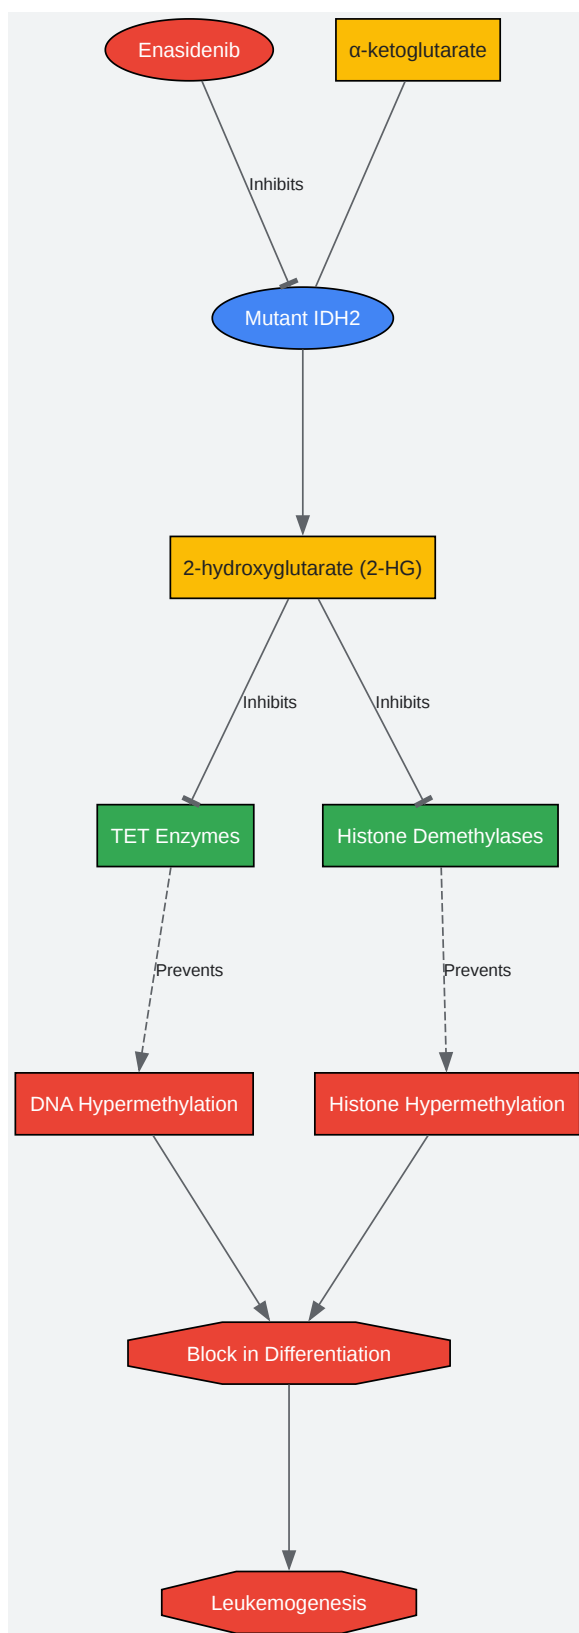 Enasidenib
α-ketoglutarate
Inhibits
Mutant IDH2
2-hydroxyglutarate (2-HG)
Inhibits
Inhibits
TET Enzymes
Histone Demethylases
Prevents
Prevents
DNA Hypermethylation
Histone Hypermethylation
Block in Differentiation
Leukemogenesis